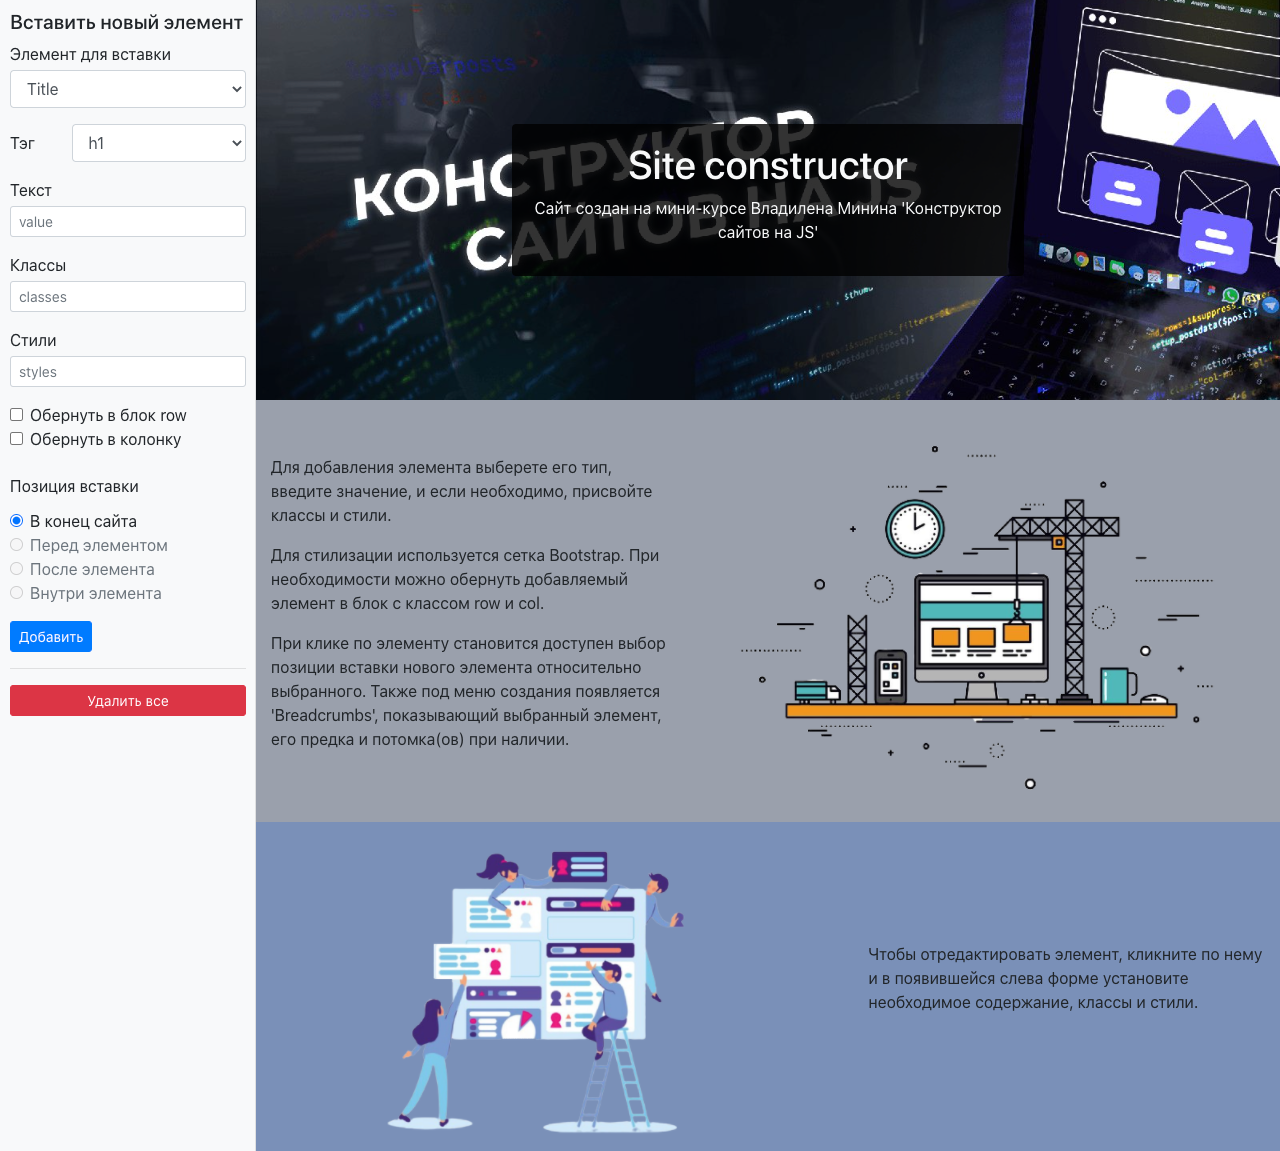 Вставить новый элемент
Элемент для вставки
Title
Тэг
h1
Текст
value
Классы
classes
Стили
styles
Обернуть в блок row
Обернуть в колонку
Позиция вставки
В конец сайта
Перед элементом
После элемента
Внутри элемента
Добавить
Удалить все
КОНСТРУКТОР
САЙТОВ НА JS
Site constructor
Сайт создан на мини-курсе Владилена Минина 'Конструктор
сайтов на JS'
setup_postdata($post);
Для добавления элемента выберете его тип,
введите значение, и если необходимо, присвойте
классы и стили.
Для стилизации используется сетка Bootstrap. При
необходимости можно обернуть добавляемый
элемент в блок с классом row и col.
При клике по элементу становится доступен выбор
позиции вставки нового элемента относительно
выбранного. Также под меню создания появляется
'Breadcrumbs', показывающий выбранный элемент,
его предка и потомка(ов) при наличии.
Чтобы отредактировать элемент, кликните по нему
и в появившейся слева форме установите
необходимое содержание, классы и стили.